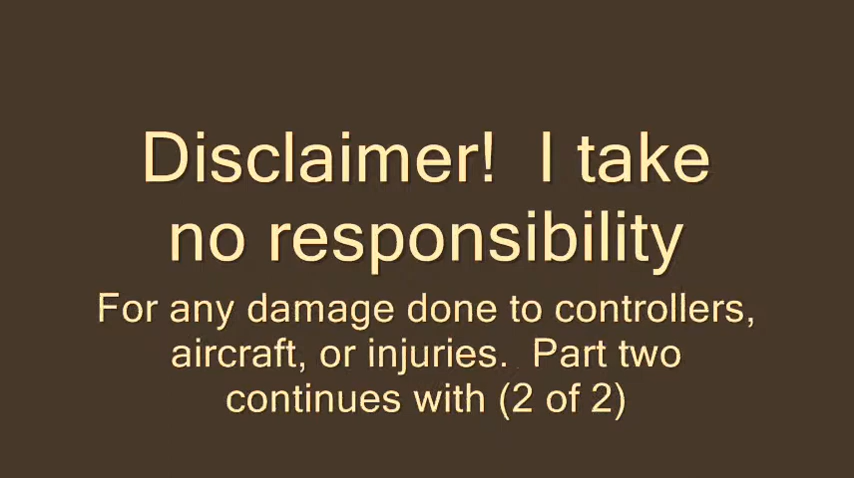 Disclaimer!  I take
no responsibility
For any damage done to controllers,
aircraft, or injuries.  Part two
continues with (2 of 2)